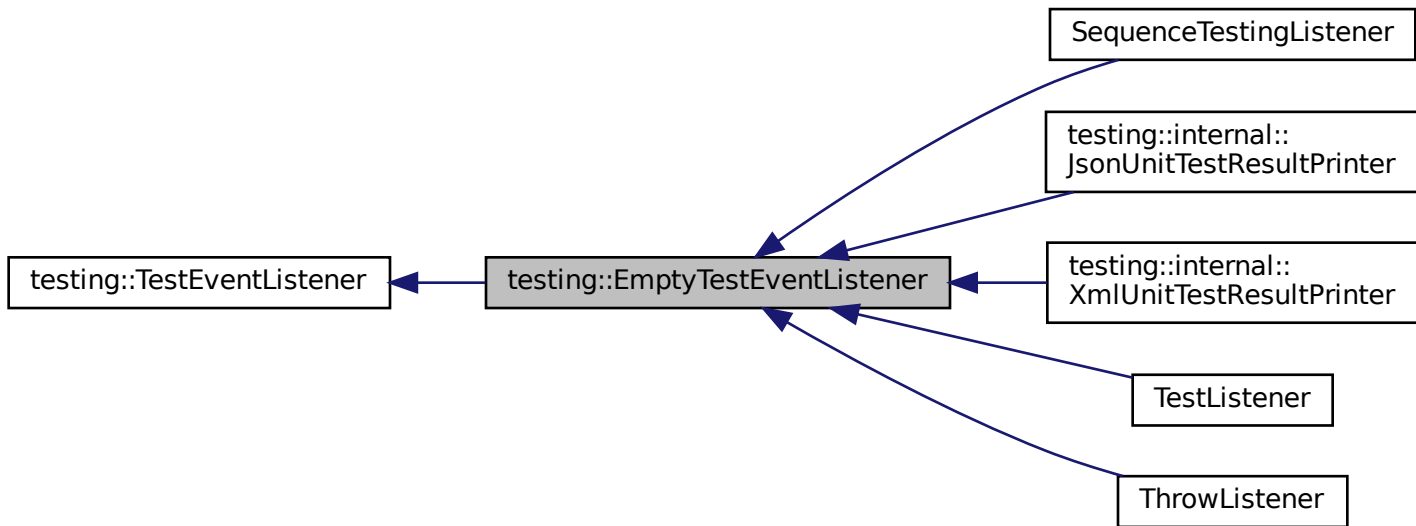 SequenceTestingListener
testing::internal::
JsonUnitTestResultPrinter
testing::TestEventListener
testing::EmptyTestEventListener
testing::internal::
XmlUnitTestResultPrinter
TestListener
ThrowListener